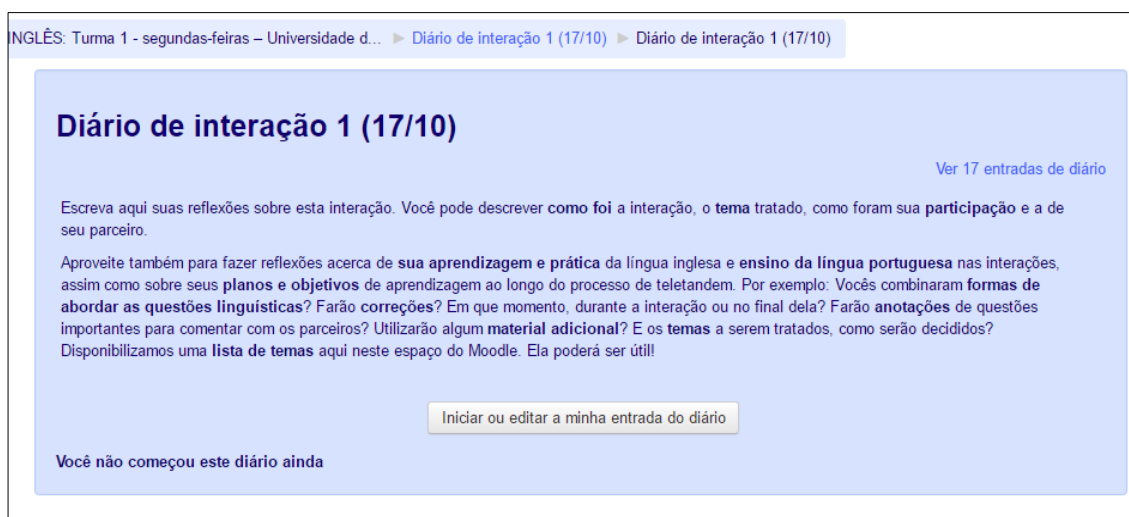 INGLÊS: Turma 1 - segundas-feiras – Universidade d... ▶ Diário de interação 1 (17/10) ▶ Diário de interação 1 (17/10)
Diário de interação 1 (17/10)
Ver 17 entradas de diário
Escreva aqui suas reflexões sobre esta interação. Você pode descrever como foi a interação, o tema tratado, como foram sua participação e a de
seu parceiro.
Aproveite também para fazer reflexões acerca de sua aprendizagem e prática da língua inglesa e ensino da língua portuguesa nas interações,
assim como sobre seus planos e objetivos de aprendizagem ao longo do processo de teletandem. Por exemplo: Vocês combinaram formas de
abordar as questões linguísticas? Farão correções? Em que momento, durante a interação ou no final dela? Farão anotações de questões
importantes para comentar com os parceiros? Utilizarão algum material adicional? E os temas a serem tratados, como serão decididos?
Disponibilizamos uma lista de temas aqui neste espaço do Moodle. Ela poderá ser útil!
Iniciar ou editar a minha entrada do diário
Você não começou este diário ainda